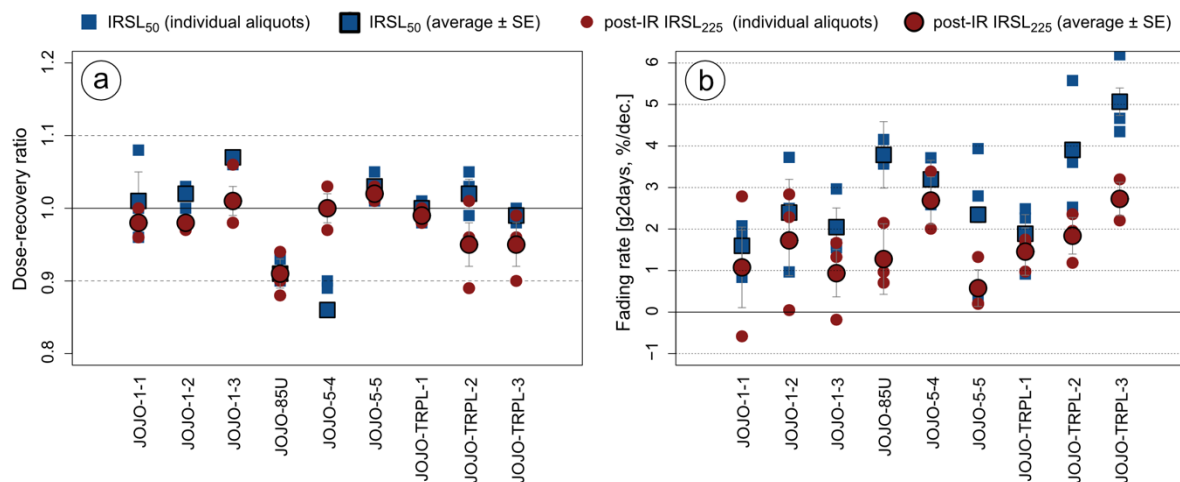 IRSL50 (individual aliquots) IRSL50 (average ± SE) post-IR IRSL225 (individual aliquots) post-IR IRSL225 (average ± SE)
a
Dose-recovery ratio
1.2
1.1
1.0
0.9
0.8
JOJO-1-1
JOJO-1-2
JOJO-1-3
JOJO-85U
JOJO-5-4
JOJO-5-5
JOJO-TRPL-1
JOJO-TRPL-2
JOJO-TRPL-3
b
Fading rate [g2days, %/dec.]
6
5
4
3
2
1
0
−1
JOJO-1-1
JOJO-1-2
JOJO-1-3
JOJO-85U
JOJO-5-4
JOJO-5-5
JOJO-TRPL-1
JOJO-TRPL-2
JOJO-TRPL-3